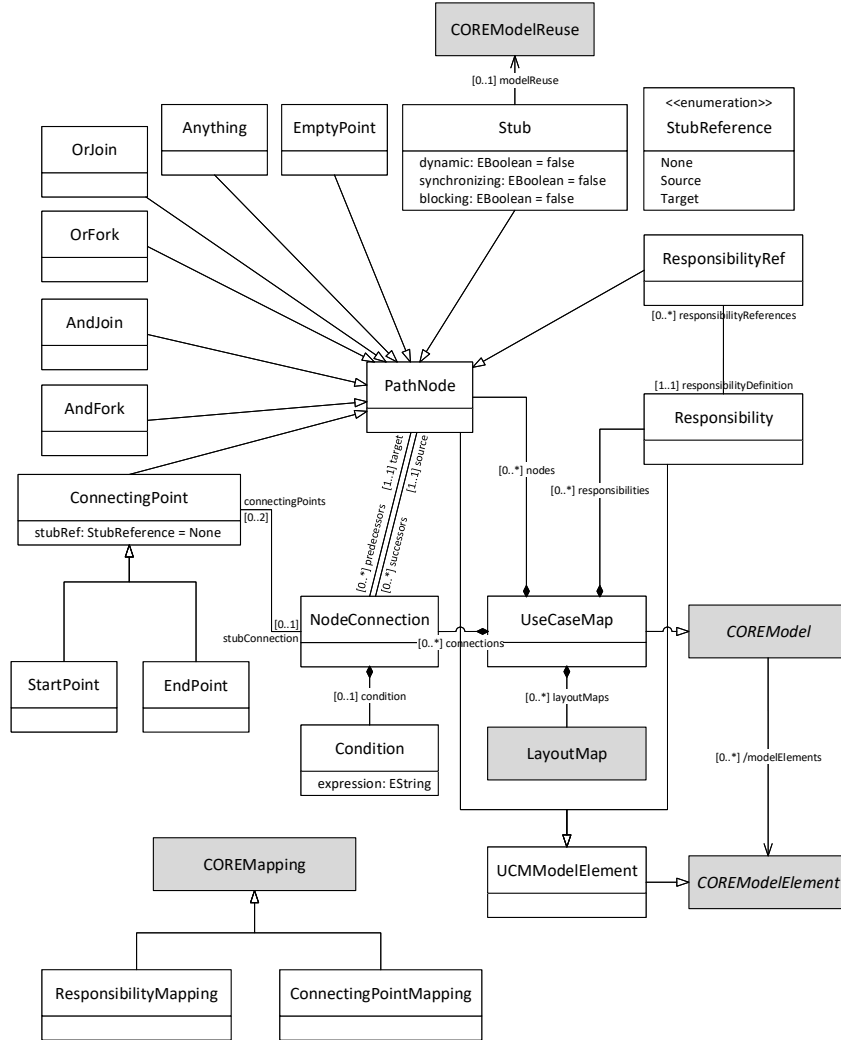 COREModelReuse
[0..1] modelReuse
Anything
EmptyPoint
Stub
dynamic: EBoolean = false
synchronizing: EBoolean = false
blocking: EBoolean = false
<<enumeration>>
StubReference
None
Source
Target
OrJoin
OrFork
ResponsibilityRef
[0..*] responsibilityReferences
AndJoin
AndFork
PathNode
[1..1] responsibilityDefinition
Responsibility
[1..1] target
[1..1] source
[0..*] nodes
[0..*] responsibilities
ConnectingPoint
stubRef: StubReference = None
connectingPoints
[0..2]
[0..*] predecessors
[0..*] successors
[0..1]
stubConnection
NodeConnection
[0..*] connections
UseCaseMap
COREModel
StartPoint
EndPoint
[0..1] condition
[0..*] layoutMaps
Condition
expression: EString
LayoutMap
[0..*] /modelElements
COREMapping
UCMModelElement
COREModelElement
ResponsibilityMapping
ConnectingPointMapping